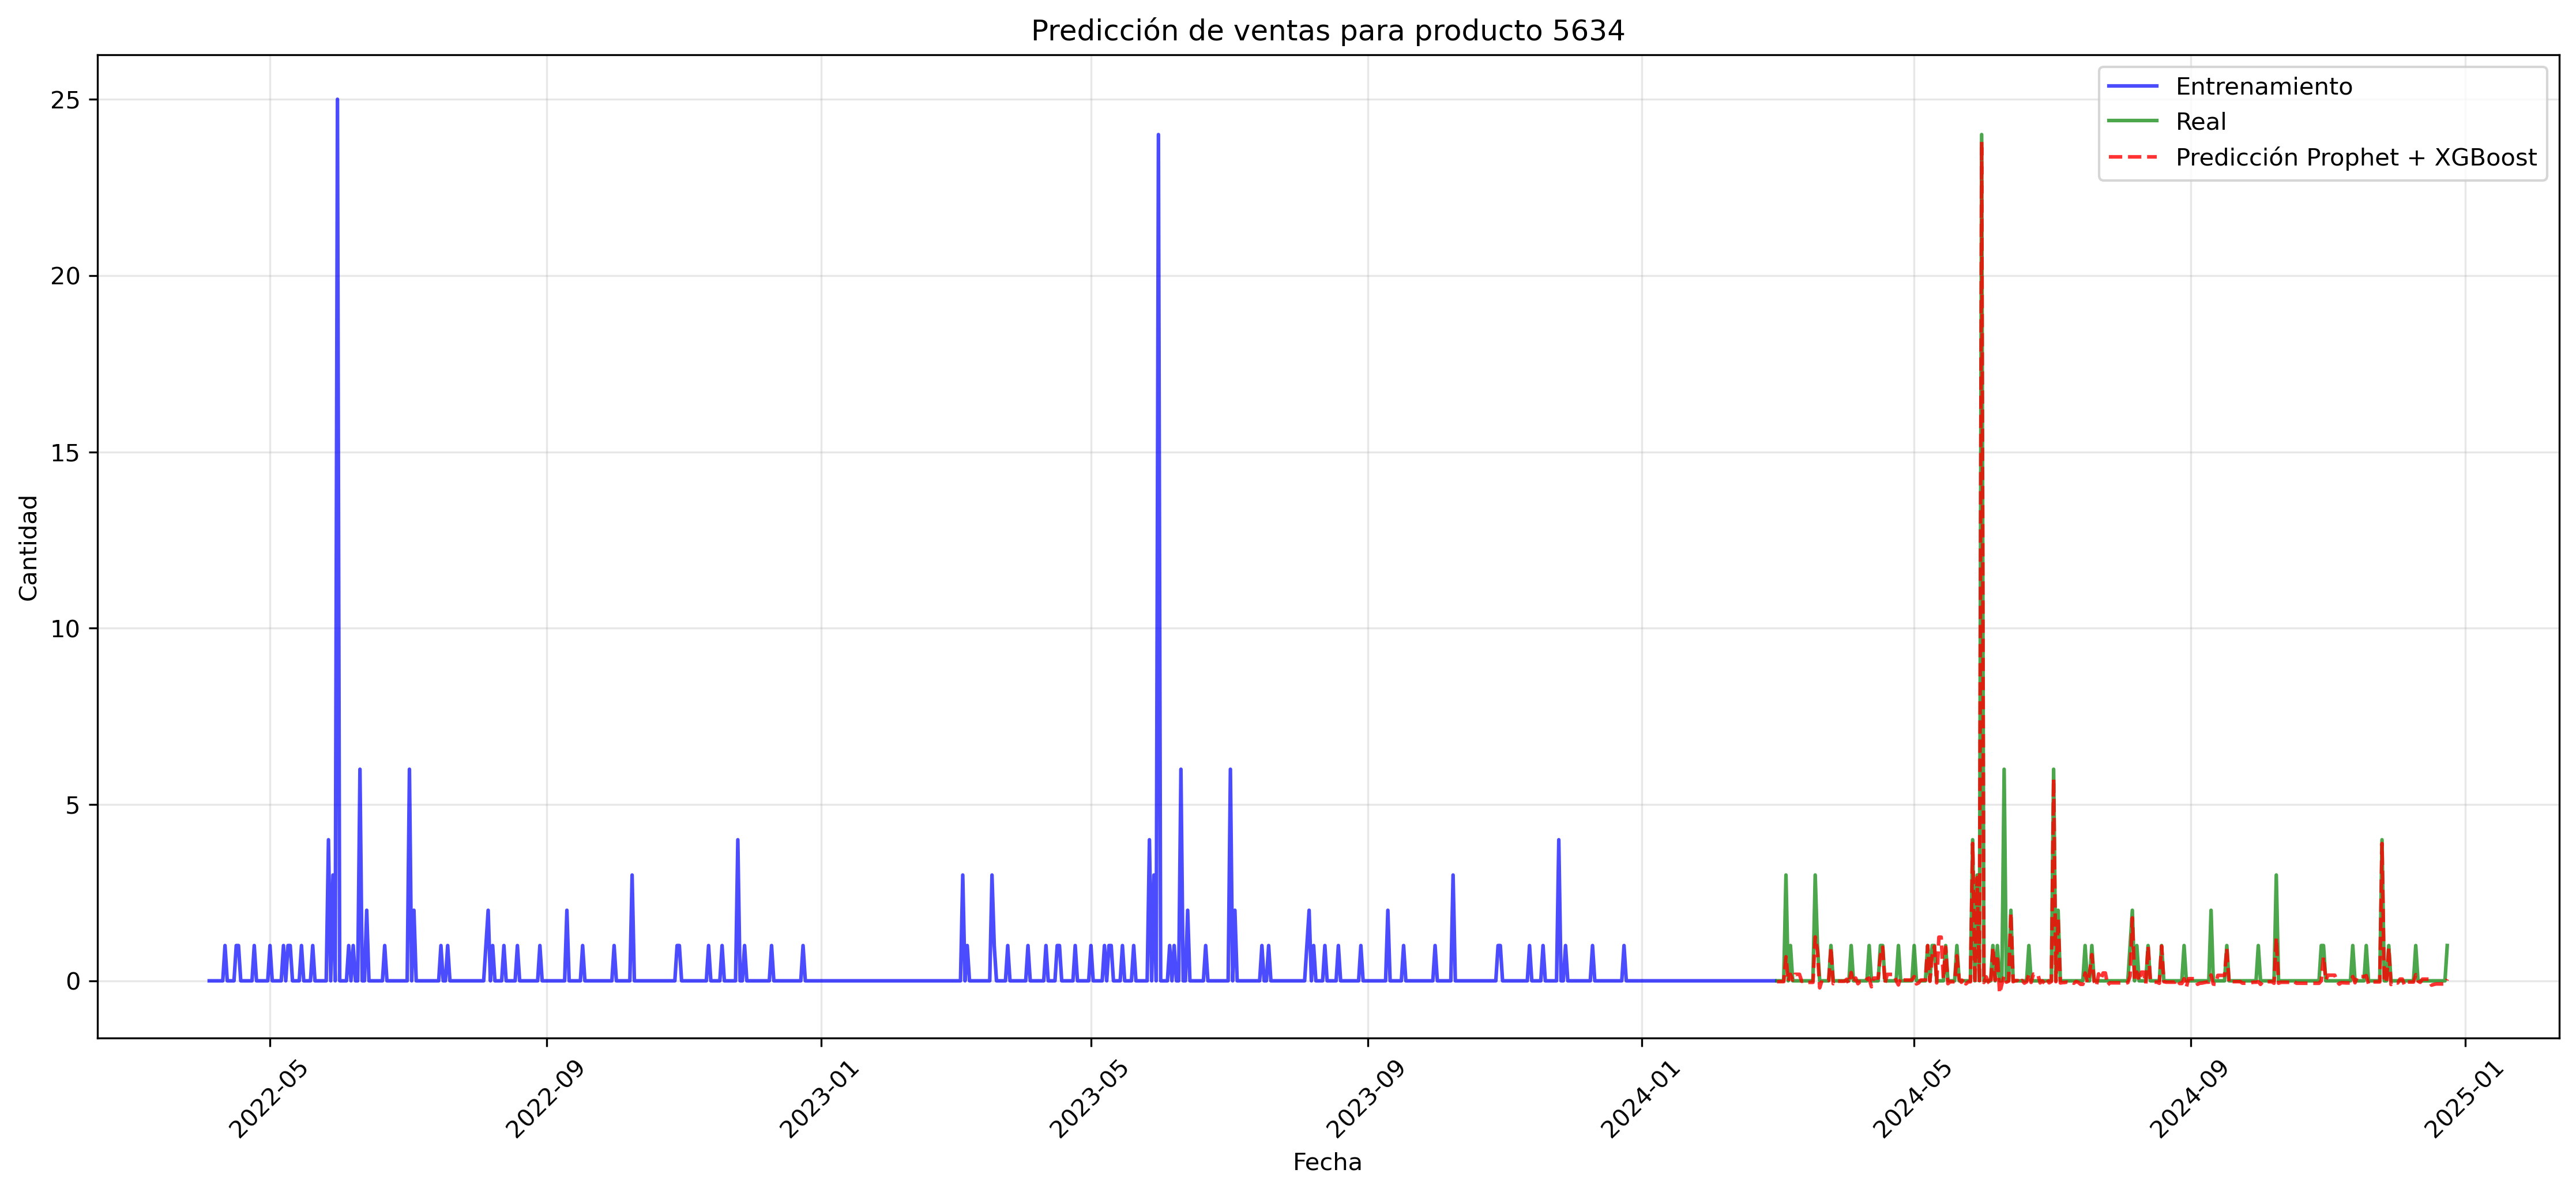 Predicción de ventas para producto 5634
Entrenamiento
Real
Predicción Prophet + XGBoost
Cantidad
25
20
15
10
5
0
2022-05
2022-09
2023-01
2023-05
2023-09
2024-01
2024-05
2024-09
2025-01
Fecha